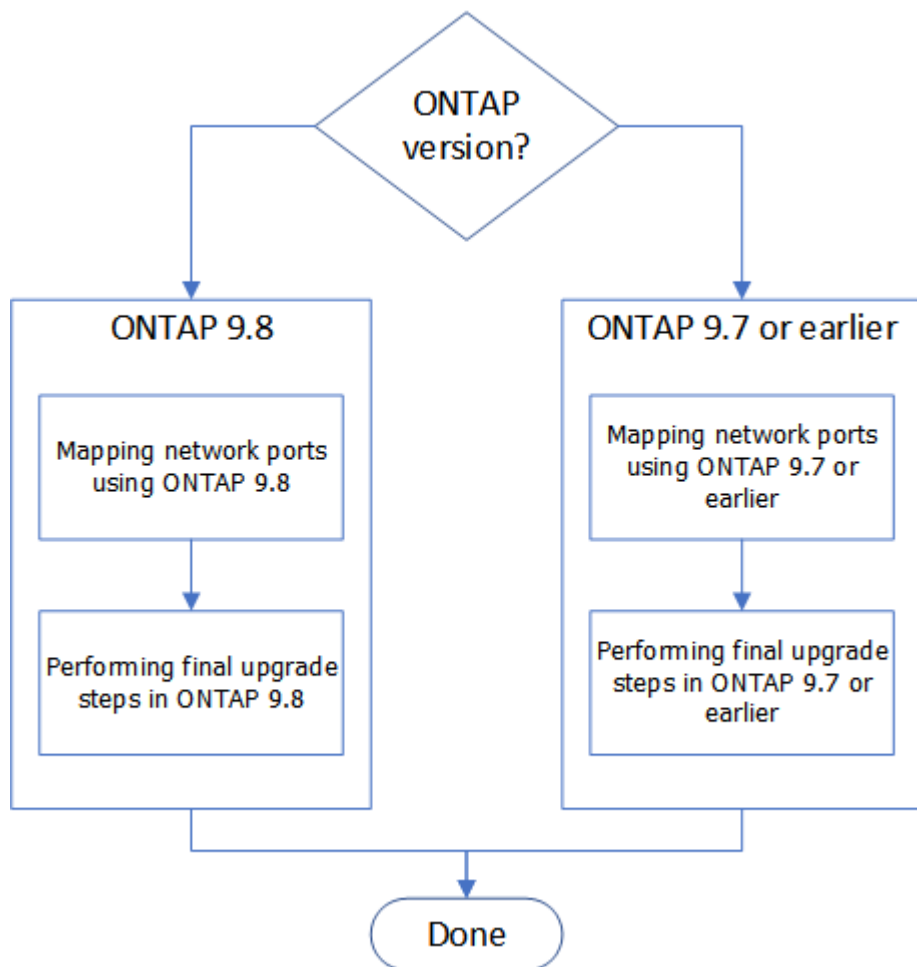 ONTAP
version?
ONTAP 9.8
Mapping network ports
using ONTAP 9.8
Performing final upgrade
steps in ONTAP 9.8
ONTAP 9.7 or earlier
Mapping network ports
using ONTAP 9.7 or
earlier
Performing final upgrade
steps in ONTAP 9.7 or
earlier
Done